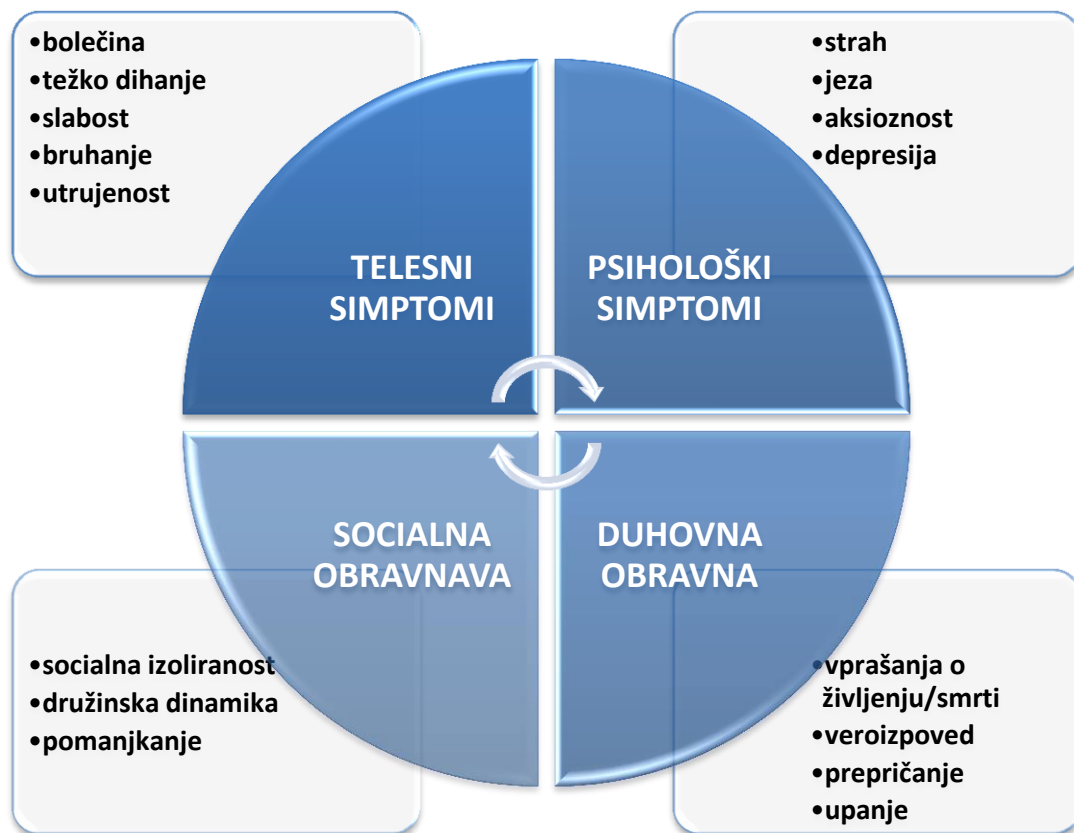 •bolečina
•težko dihanje
•slabost
•bruhanje
•utrujenost
•strah
•jeza
•aksioznost
•depresija
TELESNI
SIMPTOMI
PSIHOLOŠKI
SIMPTOMI
SOCIALNA
OBRAVNAVA
DUHOVNA
OBRAVNA
•socialna izoliranost
•družinska dinamika
•pomanjkanje
•vprašanja o
življenju/smrti
•veroizpoved
•prepričanje
•upanje